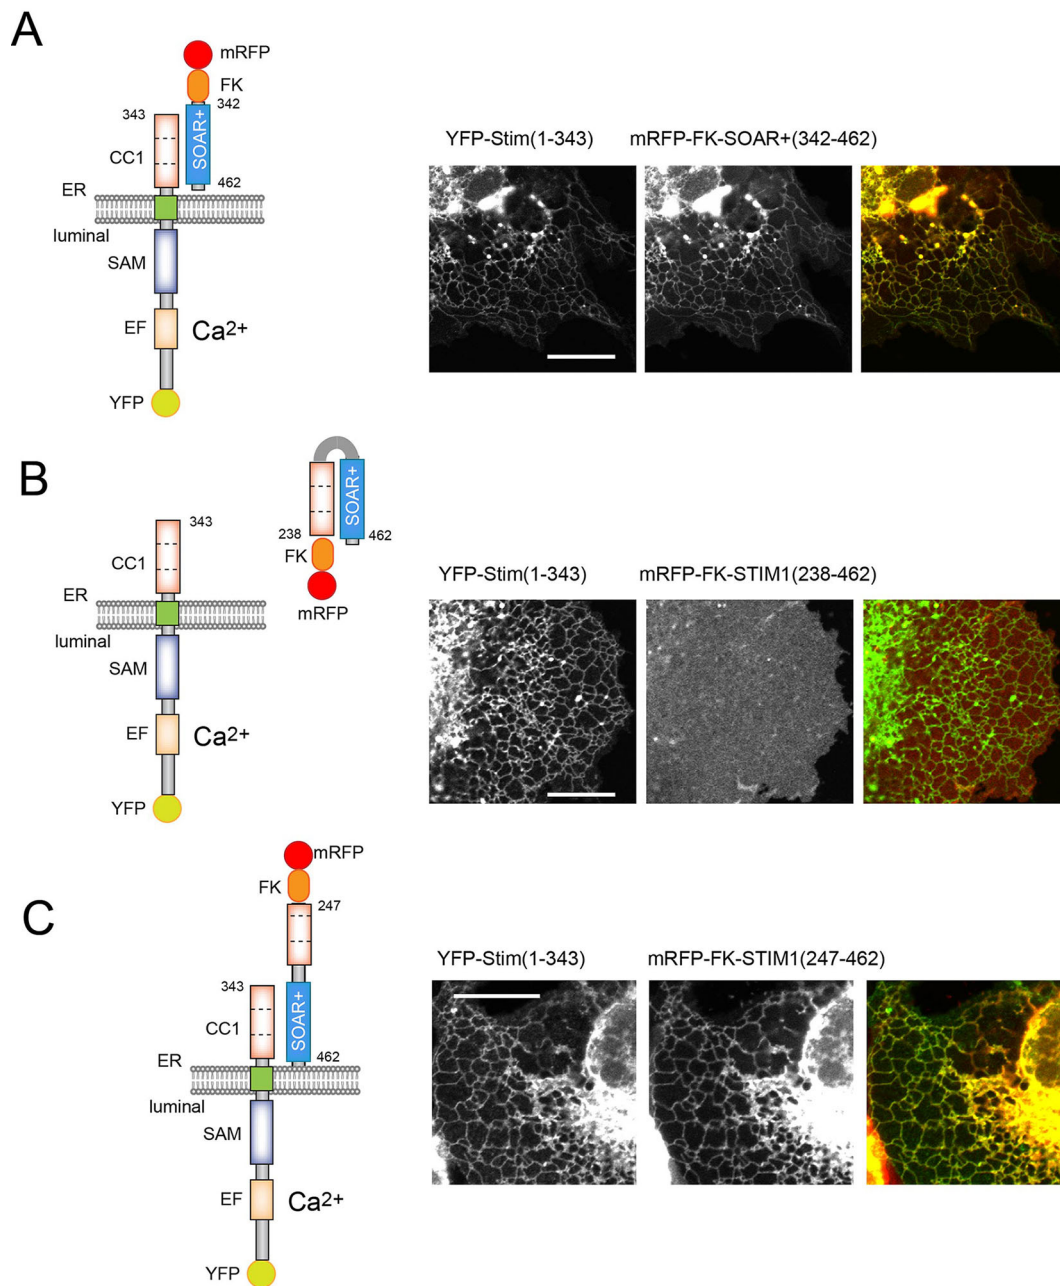 A
mRFP
FK
343
342
SOAR+
CC1
462
ER
luminal
SAM
EF
Ca2+
YFP
YFP-Stim(1-343)
mRFP-FK-SOAR+(342-462)
B
343
SOAR+
CC1
238
462
FK
mRFP
ER
luminal
SAM
EF
Ca2+
YFP
YFP-Stim(1-343)
mRFP-FK-STIM1(238-462)
C
mRFP
FK
247
343
SOAR+
CC1
462
ER
luminal
SAM
EF
Ca2+
YFP
YFP-Stim(1-343)
mRFP-FK-STIM1(247-462)